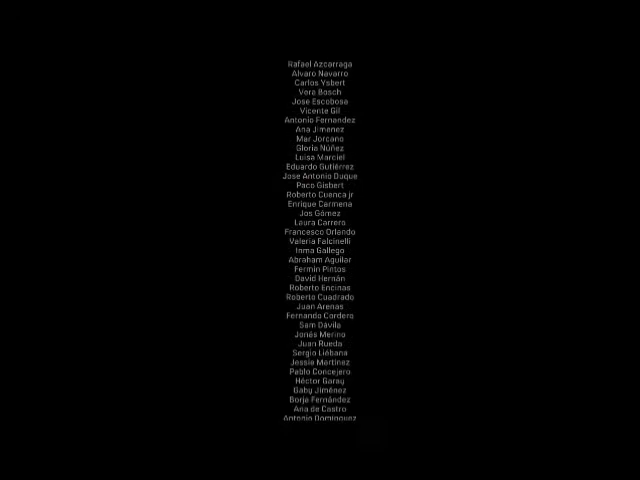 Rafael Azcarraga
Alvaro Navarro
Carlos Ysbert
Vera Bosch
Jose Escobosa
Vicente Gil
Antonio Fernandez
Ana Jimenez
Mar Jorcano
Gloria Núñez
Luisa Marciel
Eduardo Gutiérrez
Jose Antonio Duque
Paco Gisbert
Roberto Cuenca jr
Enrique Carmena
Jos Gómez
Laura Carrero
Francesco Orlando
Valeria Falcinelli
Inma Gallego
Abraham Aguilar
Fermín Pintos
David Hernán
Roberto Encinas
Roberto Cuadrado
Juan Arenas
Fernando Cordero
Sam Dávila
Jonás Merino
Juan Rueda
Sergio Liébana
Jessie Martínez
Pablo Concejero
Héctor Garay
Gaby Jiménez
Borja Fernández
Ana de Castro
Antonio Domínguez